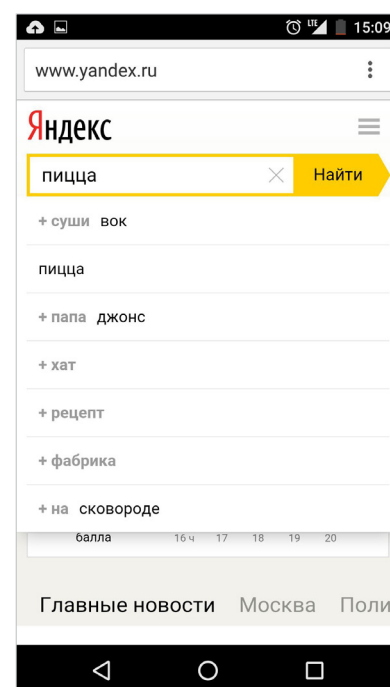 LTE 15:09
www.yandex.ru
Яндекс
пицца Найти
+ суши вок
пицца
+ папа джонс
+ хат
+ рецепт
+ фабрика
+ на сковороде
балла 16 ч 17 18 19 20
Главные новости Москва Поли